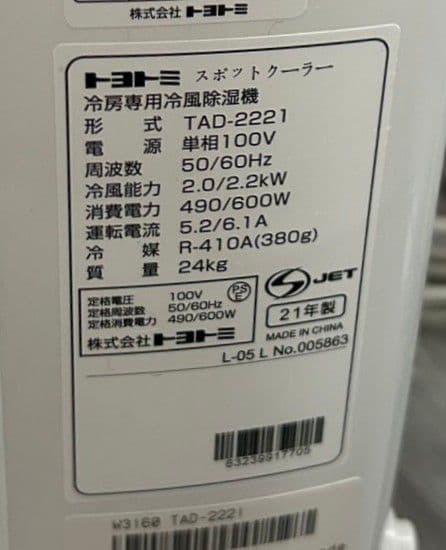 株式会社トヨトミ
トヨトミ スポットクーラー
冷房専用冷風除湿機
形 式 TAD-2221
電 源 単相100V
周波数 50/60Hz
冷風能力 2.0/2.2kW
消費電力 490/600W
運転電流 5.2/6.1A
冷 媒 R-410A(380g)
質 量 24kg
定格電圧 100V
定格周波数 50/60Hz
定格消費電力 490/600W
PSE
株式会社トヨトミ
S JET
21年製
MADE IN CHINA
L-05 L No.005863
63239917705
W3160 TAD-2221